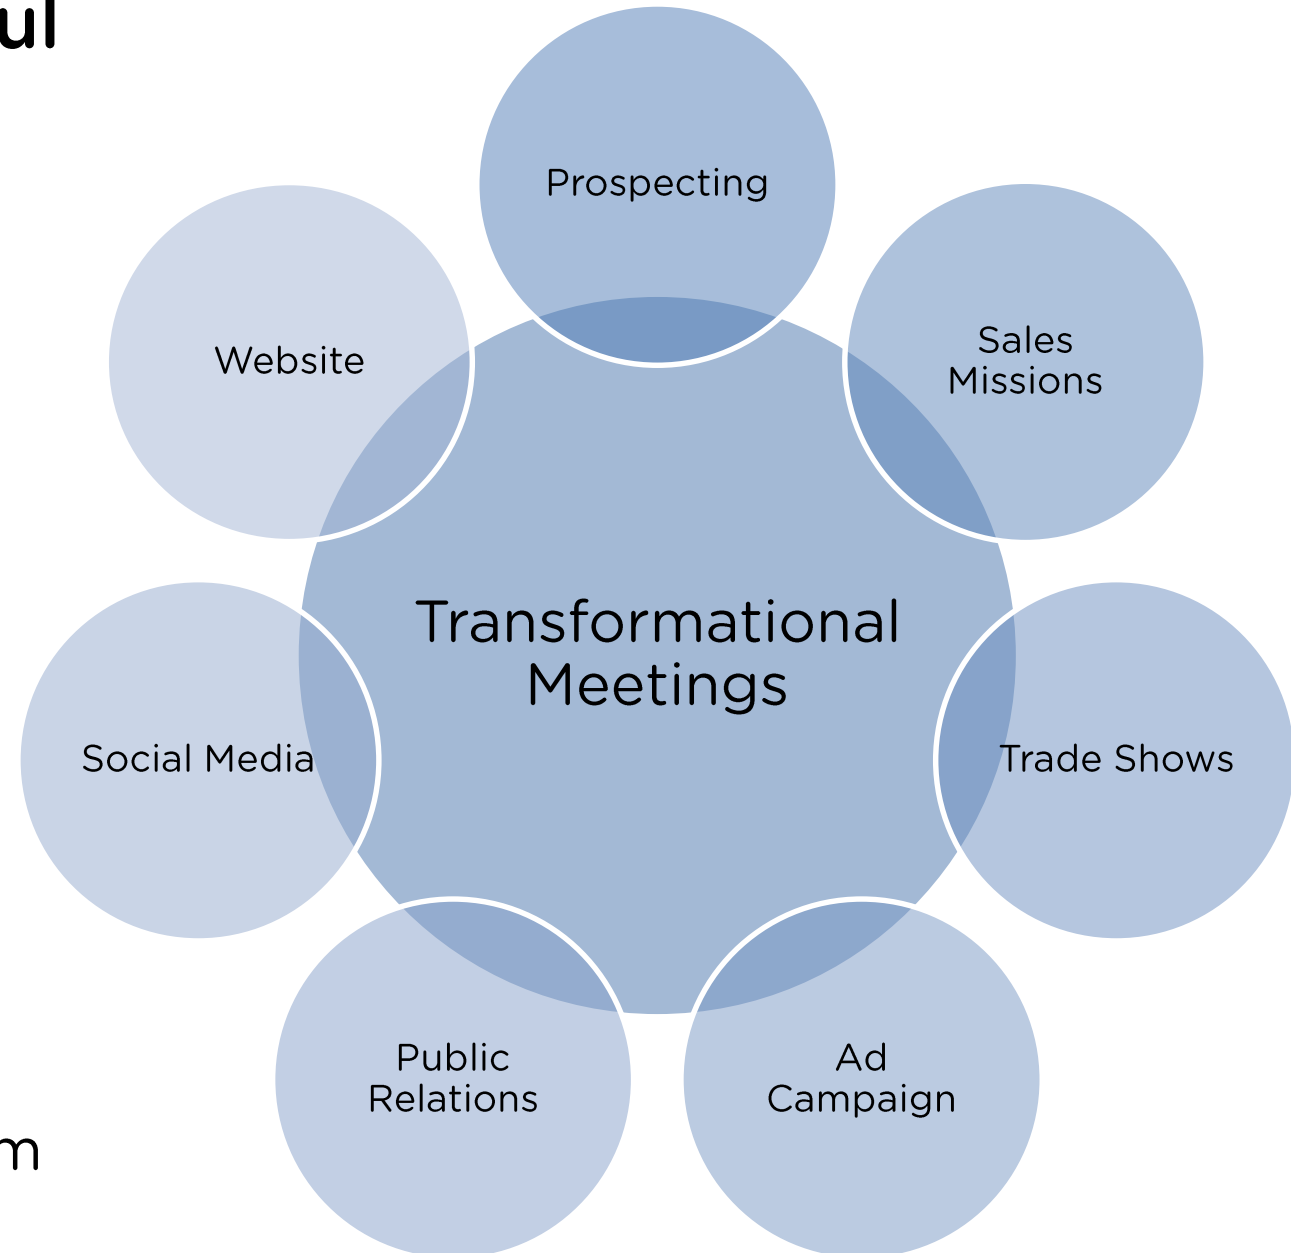 ul
Prospecting
Website
Sales
Missions
Transformational
Meetings
Social Media
Trade Shows
Public
Relations
Ad
Campaign
m